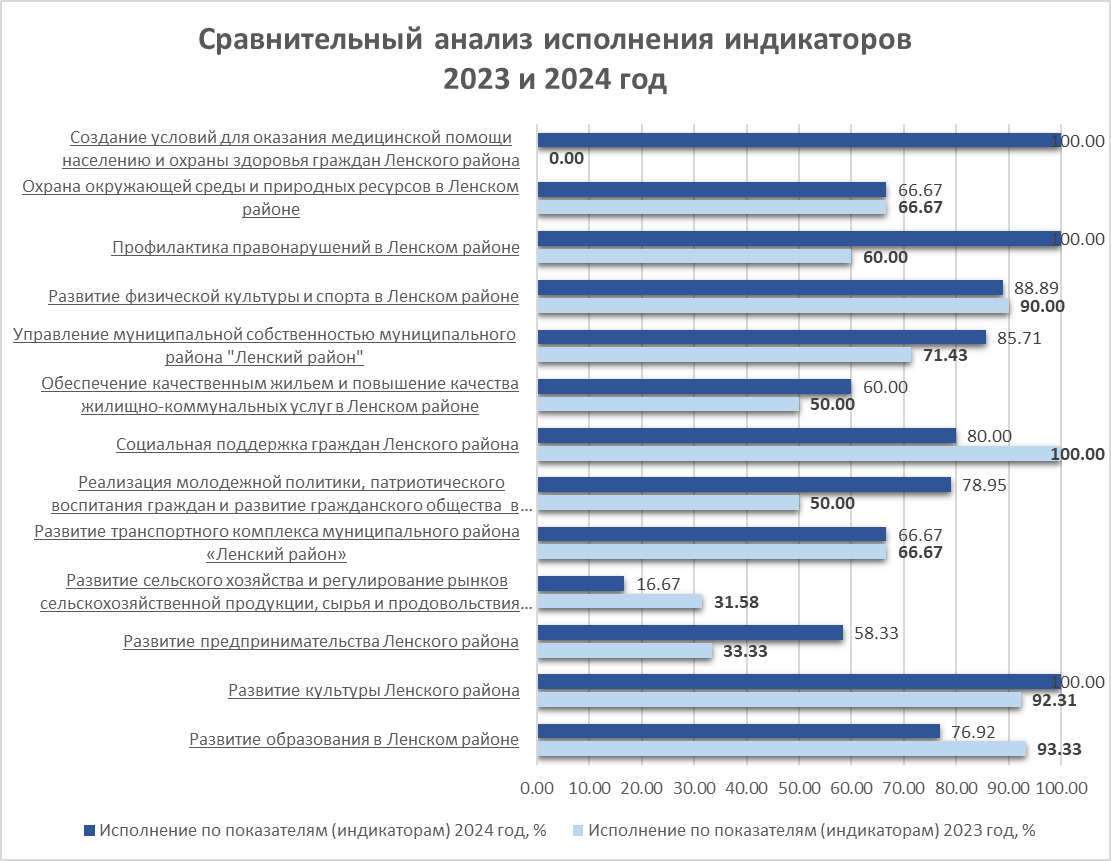 Сравнительный анализ исполнения индикаторов
2023 и 2024 год
Создание условий для оказания медицинской помощи
населению и охраны здоровья граждан Ленского района
100.00
0.00
Охрана окружающей среды и природных ресурсов в Ленском
районе
66.67
66.67
Профилактика правонарушений в Ленском районе
100.00
60.00
Развитие физической культуры и спорта в Ленском районе
88.89
90.00
Управление муниципальной собственностью муниципального
района "Ленский район"
85.71
71.43
Обеспечение качественным жильем и повышение качества
жилищно-коммунальных услуг в Ленском районе
60.00
50.00
Социальная поддержка граждан Ленского района
80.00
100.00
Реализация молодежной политики, патриотического
воспитания граждан и развитие гражданского общества в...
78.95
50.00
Развитие транспортного комплекса муниципального района
«Ленский район»
66.67
66.67
Развитие сельского хозяйства и регулирование рынков
сельскохозяйственной продукции, сырья и продовольствия...
16.67
31.58
Развитие предпринимательства Ленского района
58.33
33.33
Развитие культуры Ленского района
100.00
92.31
Развитие образования в Ленском районе
76.92
93.33
0.00 10.00 20.00 30.00 40.00 50.00 60.00 70.00 80.00 90.00 100.00
Исполнение по показателям (индикаторам) 2024 год, % Исполнение по показателям (индикаторам) 2023 год, %